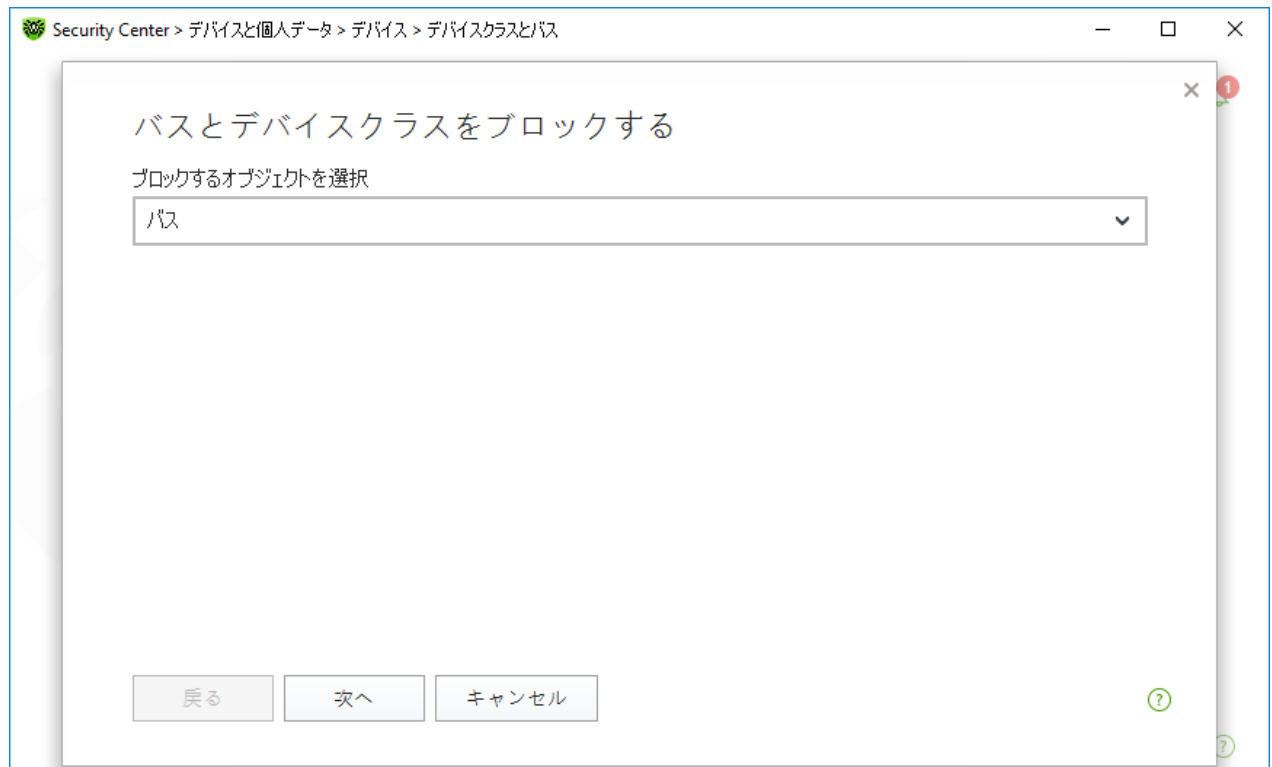 Security Center > デバイスと個人データ > デバイス > デバイスクラスとバス
1
バスとデバイスクラスをブロックする
ブロックするオブジェクトを選択
バス
戻る
次へ
キャンセル
?
?